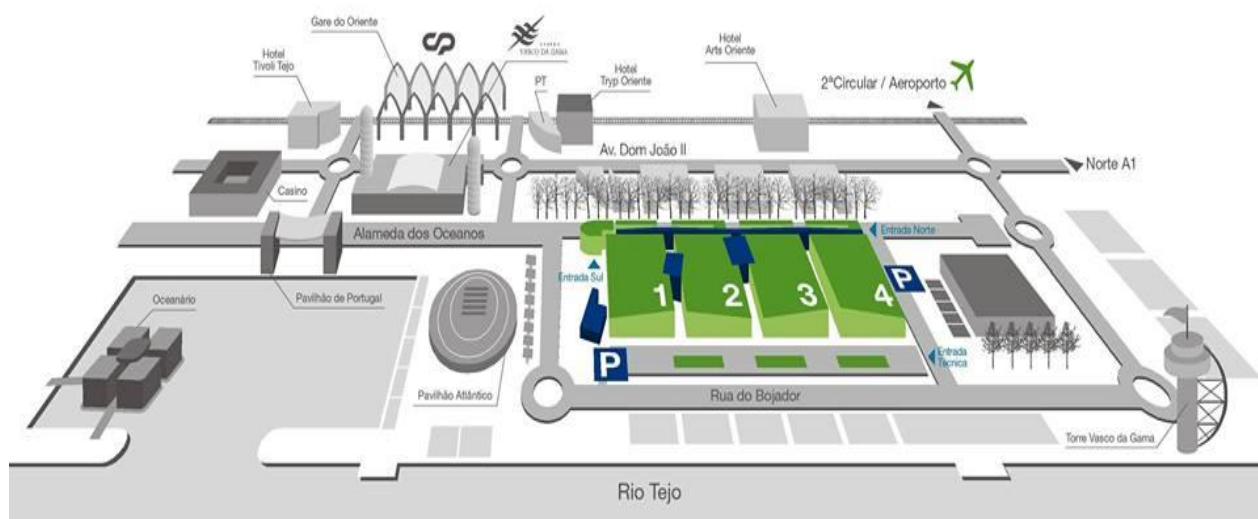 Gare do Oriente
CP
CENTRO
VASCO DA GAMA
Hotel
Tivoli Tejo
PT
Hotel
Tryp Oriente
Hotel
Arts Oriente
2ªCircular / Aeroporto
Av. Dom João II
Norte A1
Casino
Alameda dos Oceanos
Entrada Norte
Entrada Sul
1
2
3
4
P
Oceanário
Pavilhão de Portugal
P
Entrada
Técnica
Pavilhão Atlântico
Rua do Bojador
Torre Vasco da Gama
Rio Tejo